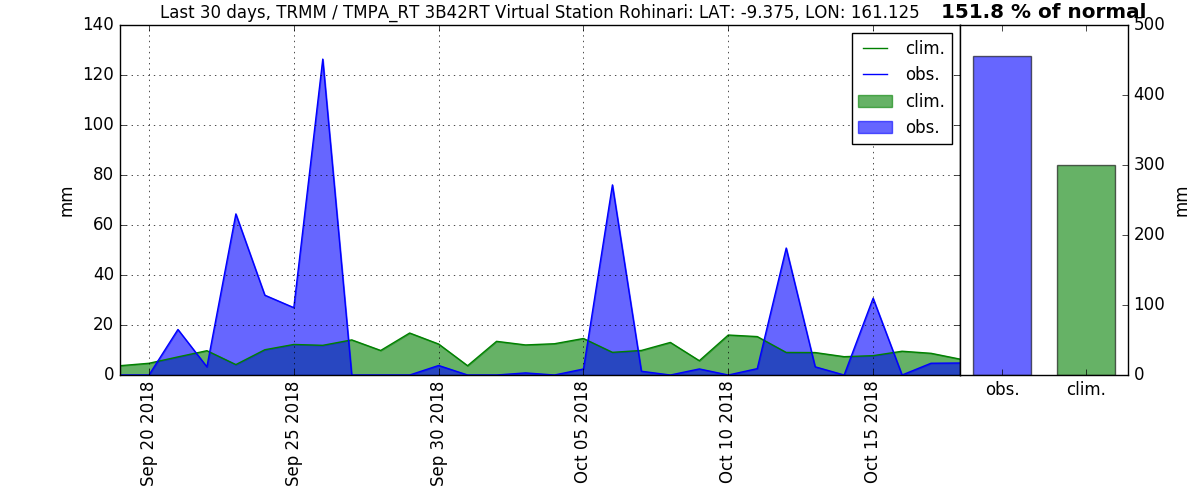 Last 30 days, TRMM / TMPA_RT 3B42RT Virtual Station Rohinari: LAT: -9.375, LON: 161.125
151.8 % of normal
140
120
100
80
60
40
20
0
mm
clim.
obs.
clim.
obs.
Sep 20 2018
Sep 25 2018
Sep 30 2018
Oct 05 2018
Oct 10 2018
Oct 15 2018
500
400
300
200
100
0
mm
obs.
clim.